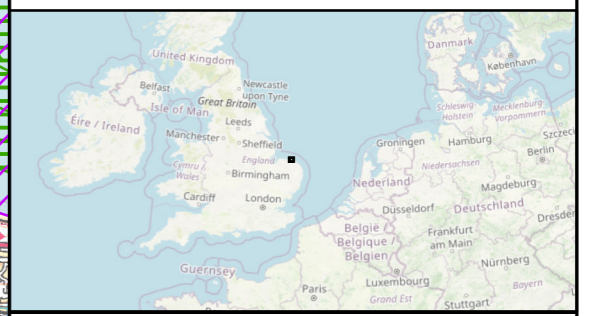 Danmark
København
United Kingdom
Belfast
Newcastle
upon Tyne
Great Britain
Isle of Man
Schleswig-
Holstein
Mecklenburg-
Vorpommern
Éire / Ireland
Leeds
Manchester
Sheffield
Groningen
Hamburg
Szczeci
England
Berlin
Cymru /
Wales
Birmingham
Niedersachsen
Nederland
Magdeburg
Cardiff
London
Düsseldorf
Deutschland
Dresde
België
Belgique /
Belgien
Frankfurt
am Main
Guernsey
Nürnberg
Luxembourg
Paris
Grand Est
Bayern
Stuttgart